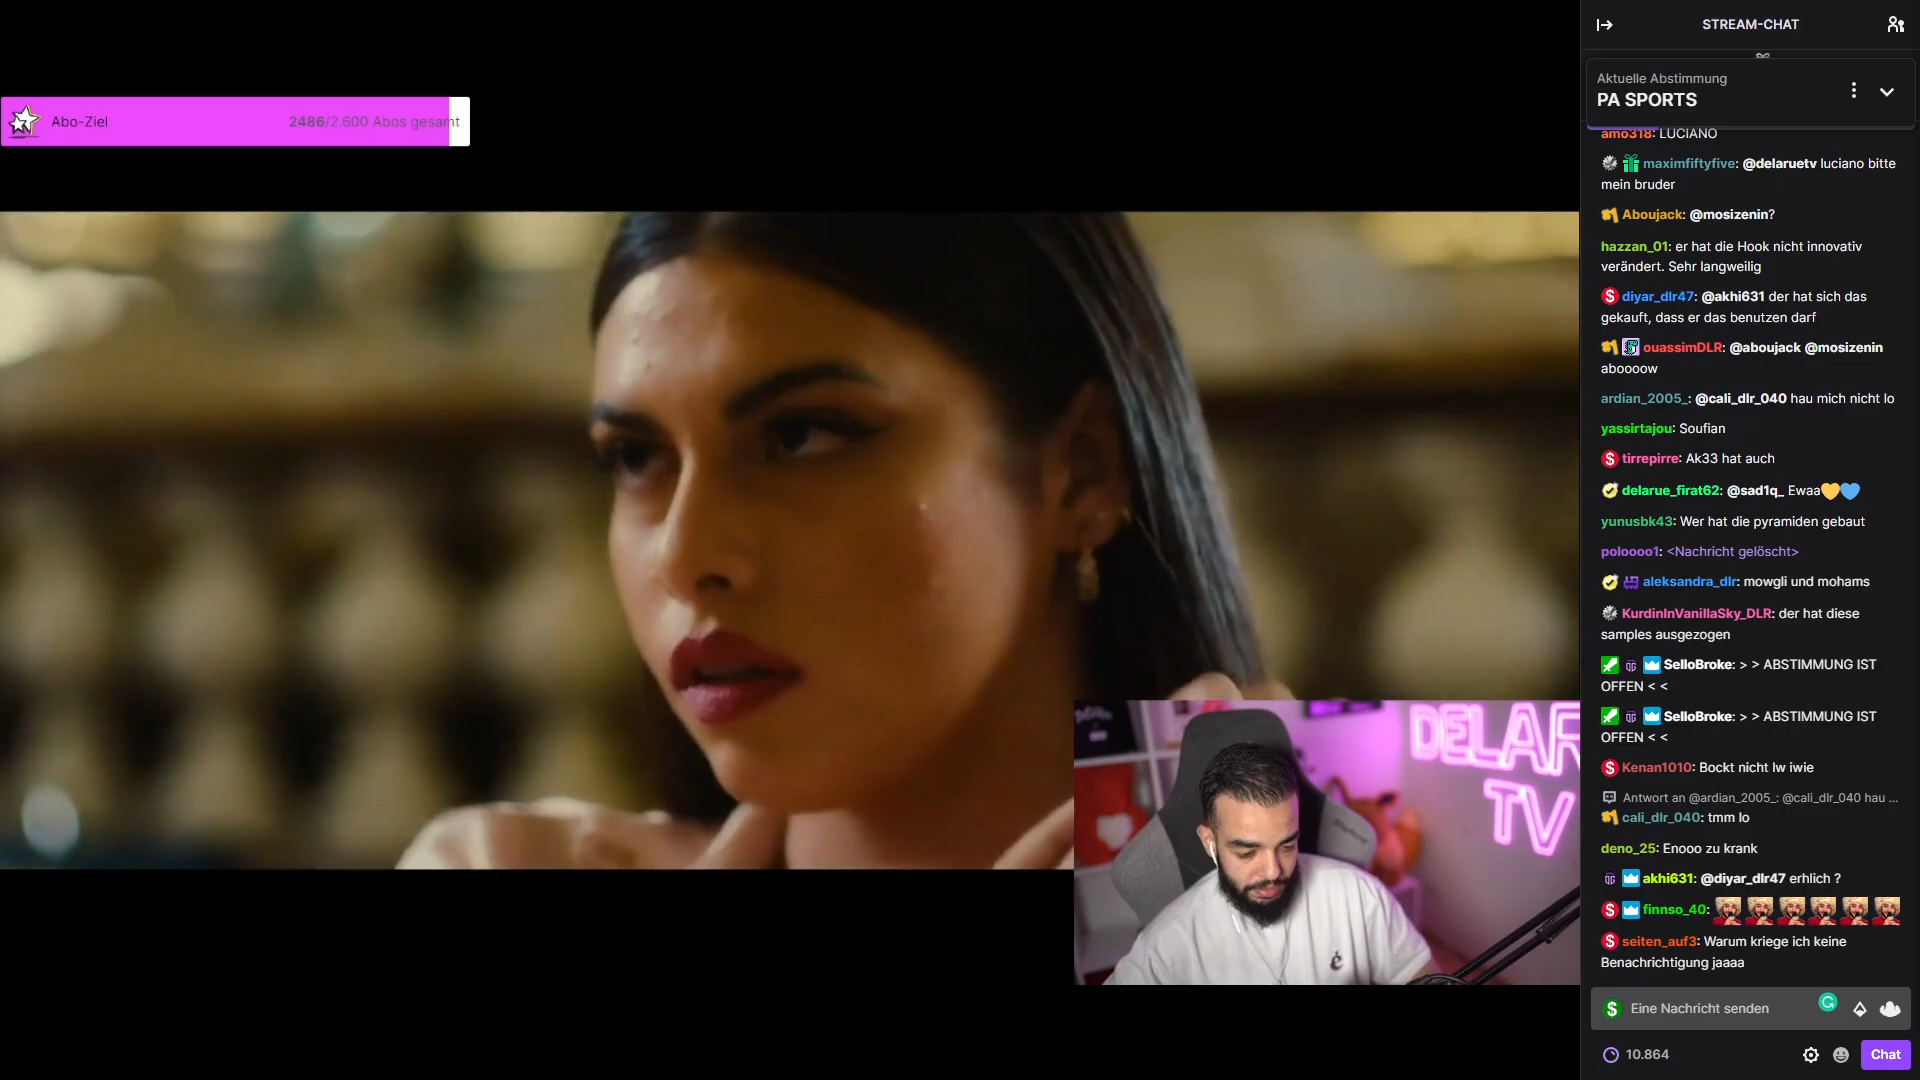 Abo-Ziel
2486/2.600 Abos gesamt
DELAR
TV
STREAM-CHAT
Aktuelle Abstimmung
PA SPORTS
amo318: LUCIANO
maximfiftyfive: @delaruetv luciano bitte
mein bruder
Aboujack: @mosizenin?
hazzan_01: er hat die Hook nicht innovativ
verändert. Sehr langweilig
diyar_dlr47: @akhi631 der hat sich das
gekauft, dass er das benutzen darf
ouassimDLR: @aboujack @mosizenin
aboooow
ardian_2005_: @cali_dlr_040 hau mich nicht lo
yassirtajou: Soufian
tirrepirre: Ak33 hat auch
delarue_firat62: @sad1q_ Ewaa💛💙
yunusbk43: Wer hat die pyramiden gebaut
poloooo1: <Nachricht gelöscht>
aleksandra_dlr: mowgli und mohams
KurdinInVanillaSky_DLR: der hat diese
samples ausgezogen
SelloBroke: > > ABSTIMMUNG IST
OFFEN < <
SelloBroke: > > ABSTIMMUNG IST
OFFEN < <
Kenan1010: Bockt nicht lw iwie
Antwort an @ardian_2005_: @cali_dlr_040 hau ...
cali_dlr_040: tmm lo
deno_25: Enooo zu krank
akhi631: @diyar_dlr47 erhlich ?
finnso_40:
seiten_auf3: Warum kriege ich keine
Benachrichtigung jaaaa
Eine Nachricht senden
10.864
Chat